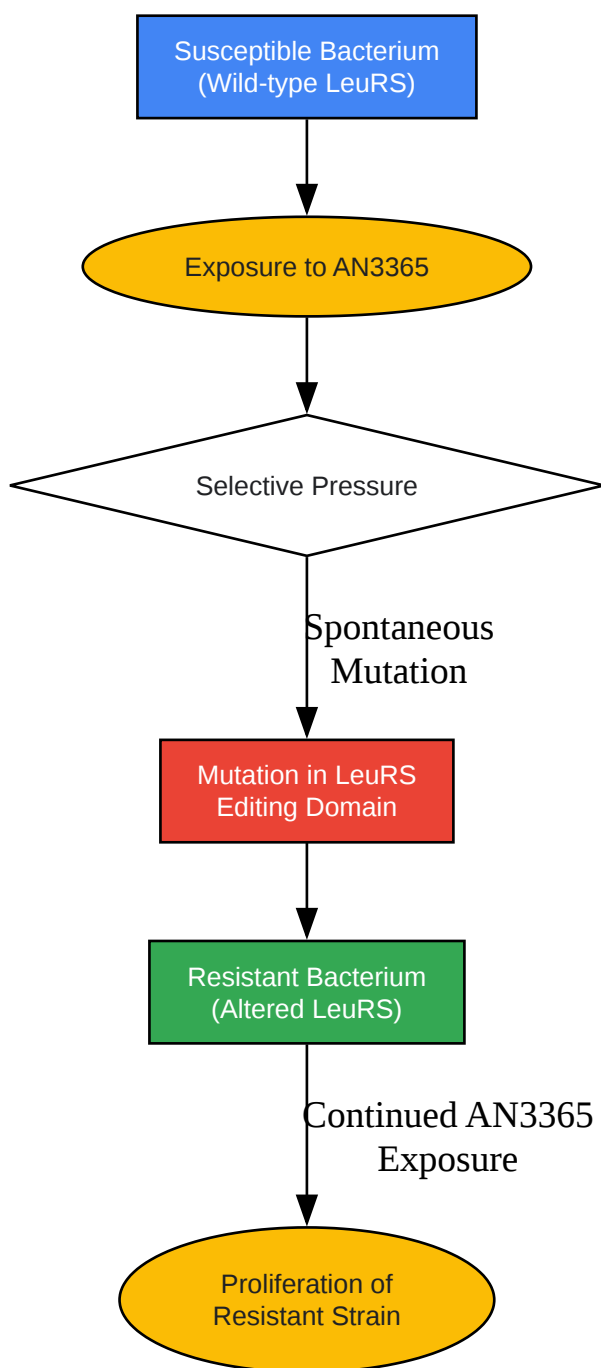 Susceptible Bacterium
(Wild-type LeuRS)
Exposure to AN3365
Selective Pressure
Spontaneous
Mutation
Mutation in LeuRS
Editing Domain
Resistant Bacterium
(Altered LeuRS)
Continued AN3365
Exposure
Proliferation of
Resistant Strain